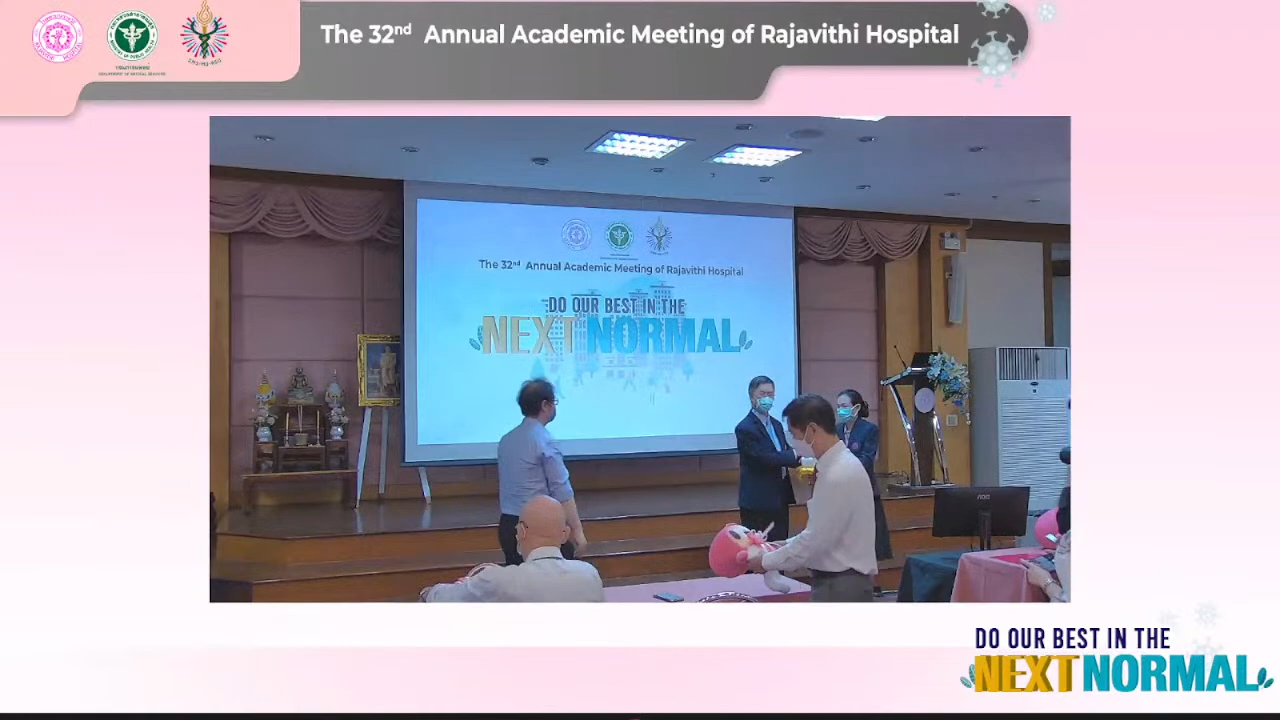 The 32nd Annual Academic Meeting of Rajavithi Hospital
The 32nd Annual Academic Meeting of Rajavithi Hospital
DO OUR BEST IN THE
NEXT NORMAL
AOC
DO OUR BEST IN THE
NEXT NORMAL